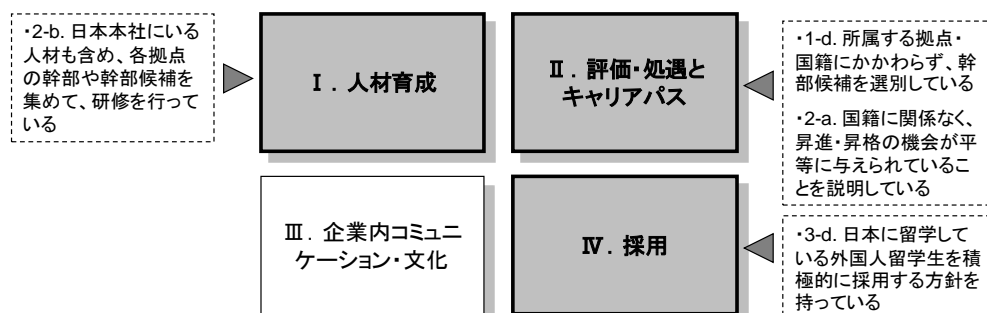 ・2-b. 日本本社にいる
人材も含め、各拠点
の幹部や幹部候補を
集めて、研修を行って
いる
Ⅰ．人材育成
Ⅱ．評価・処遇と
キャリアパス
・1-d. 所属する拠点・
国籍にかかわらず、幹
部候補を選別している
・2-a. 国籍に関係なく、
昇進・昇格の機会が平
等に与えられているこ
とを説明している
Ⅲ．企業内コミュニ
ケーション・文化
Ⅳ．採用
・3-d. 日本に留学して
いる外国人留学生を積
極的に採用する方針を
持っている